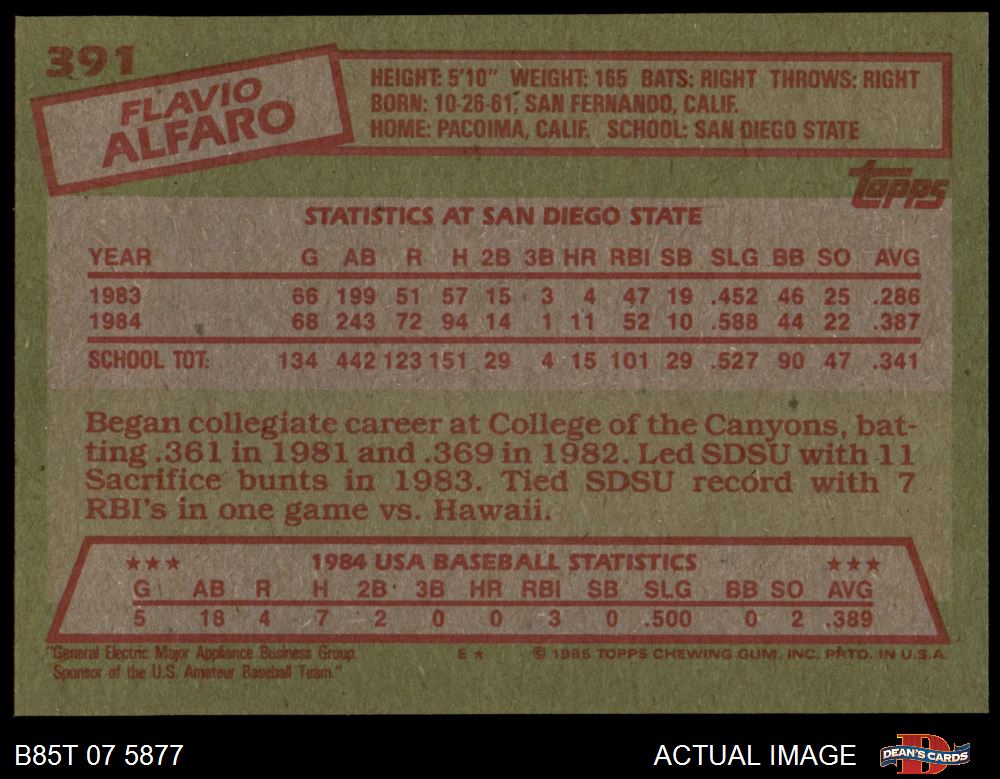 391
FLAVIO
ALFARO
HEIGHT: 5'10" WEIGHT: 165 BATS: RIGHT THROWS: RIGHT
BORN: 10-26-61, SAN FERNANDO, CALIF.
HOME: PACOIMA, CALIF. SCHOOL: SAN DIEGO STATE
topps
STATISTICS AT SAN DIEGO STATE
YEAR G AB R H 2B 3B HR RBI SB SLG BB SO AVG
1983 66 199 51 57 15 3 4 47 19 .452 46 25 .286
1984 68 243 72 94 14 1 11 52 10 .588 44 22 .387
SCHOOL TOT: 134 442 123 151 29 4 15 101 29 .527 90 47 .341
Began collegiate career at College of the Canyons, bat-
ting .361 in 1981 and .369 in 1982. Led SDSU with 11
Sacrifice bunts in 1983. Tied SDSU record with 7
RBI's in one game vs. Hawaii.
★★★ 1984 USA BASEBALL STATISTICS ★★★
G AB R H 2B 3B HR RBI SB SLG BB SO AVG
5 18 4 7 2 0 0 3 0 .500 0 2 .389
"General Electric Major Appliance Business Group. E ★ © 1985 TOPPS CHEWING GUM, INC. PRTD. IN U.S.A.
Sponsor of the U.S. Amateur Baseball Team."
B85T 07 5877 ACTUAL IMAGE DEAN'S CARDS